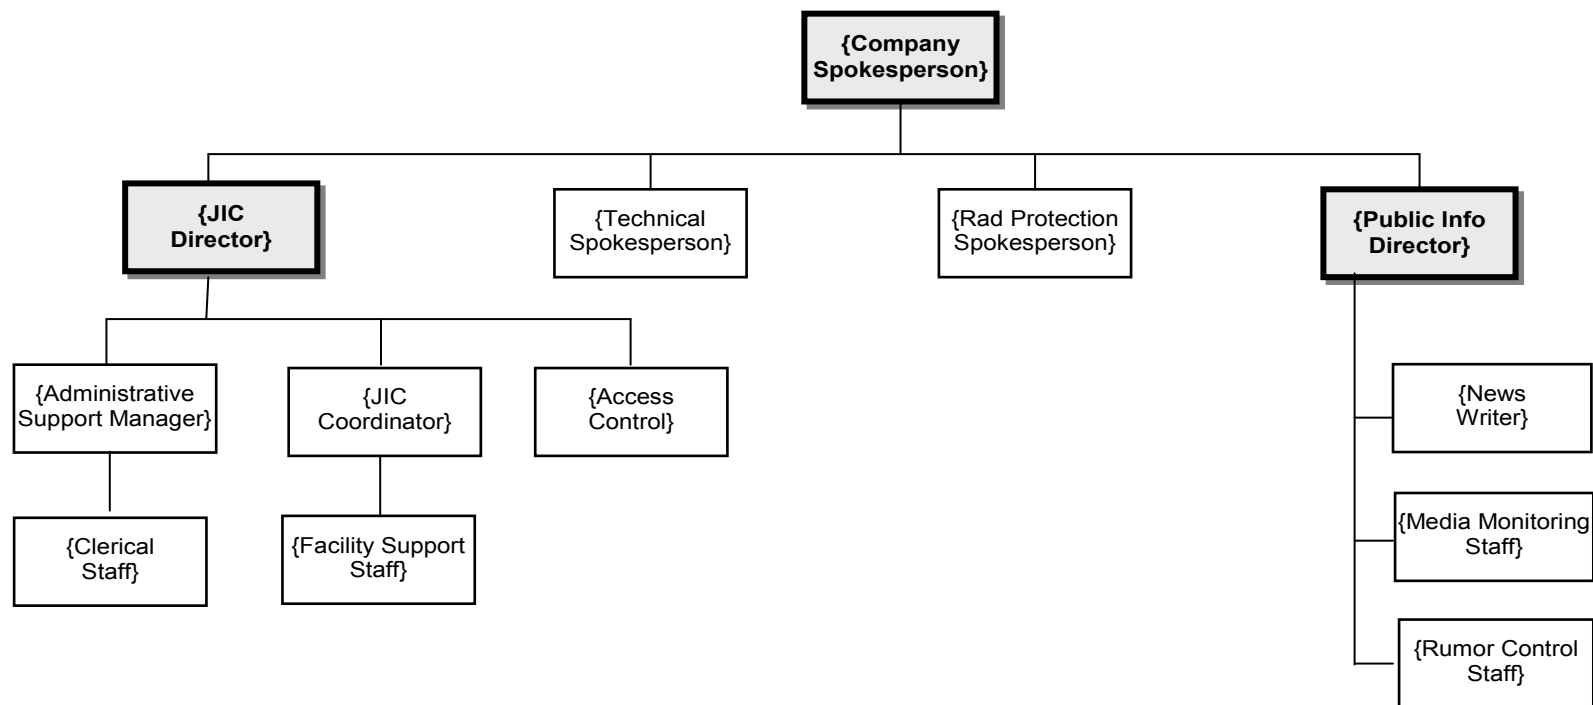 {Company
Spokesperson}
{JIC
Director}
{Technical
Spokesperson}
{Rad Protection
Spokesperson}
{Public Info
Director}
{Administrative
Support Manager}
{JIC
Coordinator}
{Access
Control}
{News
Writer}
{Clerical
Staff}
{Facility Support
Staff}
{Media Monitoring
Staff}
{Rumor Control
Staff}